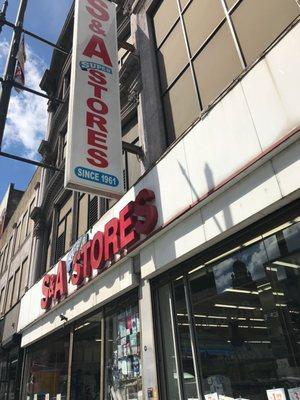 S&A
SUPER
STORES
SINCE 1961
S&A STORES